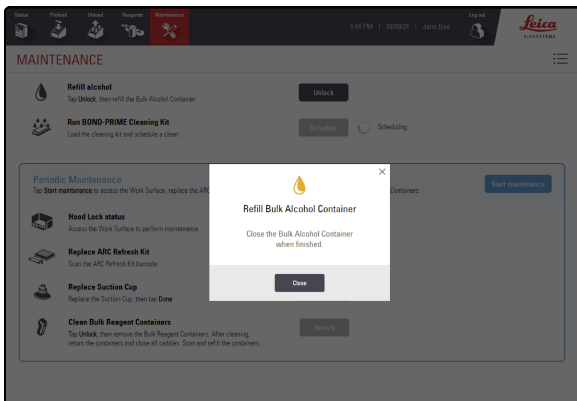 Status Preload Unload Reagents Maintenance
5:44 PM | 28/09/21 | Jane Doe
Log out
Leica
BIOSYSTEMS
MAINTENANCE
Refill alcohol
Tap Unlock, then refill the Bulk Alcohol Container.
Unlock
Run BOND-PRIME Cleaning Kit
Load the cleaning kit and schedule a clean.
Schedule
Scheduling...
Periodic Maintenance
Tap Start maintenance to access the Work Surface, replace the ARC
Containers.
Start maintenance
Refill Bulk Alcohol Container
Close the Bulk Alcohol Container
when finished.
Close
Hood Lock status
Access the Work Surface to perform maintenance.
Replace ARC Refresh Kit
Scan the ARC Refresh Kit barcode.
Replace Suction Cup
Replace the Suction Cup, then tap Done
Clean Bulk Reagent Containers
Tap Unlock, then remove the Bulk Reagent Containers. After cleaning,
return the containers and close all caddies. Scan and refill the containers.
Unlock